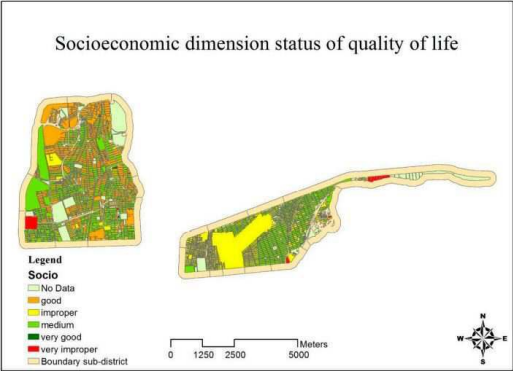 Socioeconomic dimension status of quality of life
Legend
Socio
No Data
good
improper
medium
very good
very improper
Boundary sub-district
Meters
0 1250 2500 5000
N
W E
S